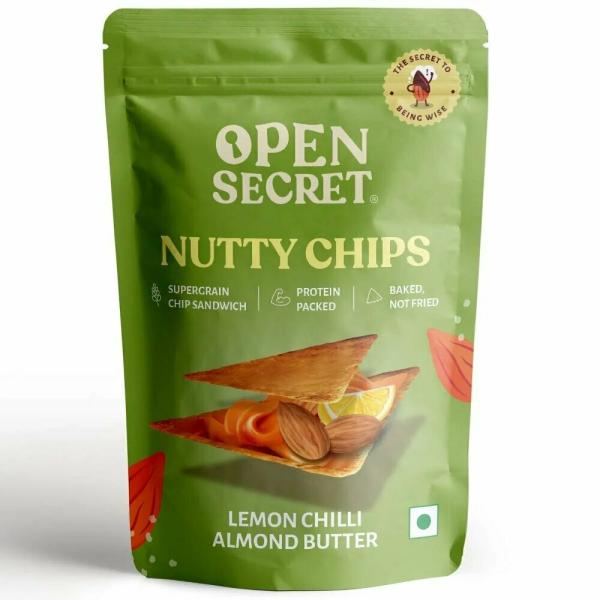 THE SECRET TO
BEING WISE
OPEN
SECRET®
NUTTY CHIPS
SUPERGRAIN
CHIP SANDWICH
PROTEIN
PACKED
BAKED,
NOT FRIED
LEMON CHILLI
ALMOND BUTTER